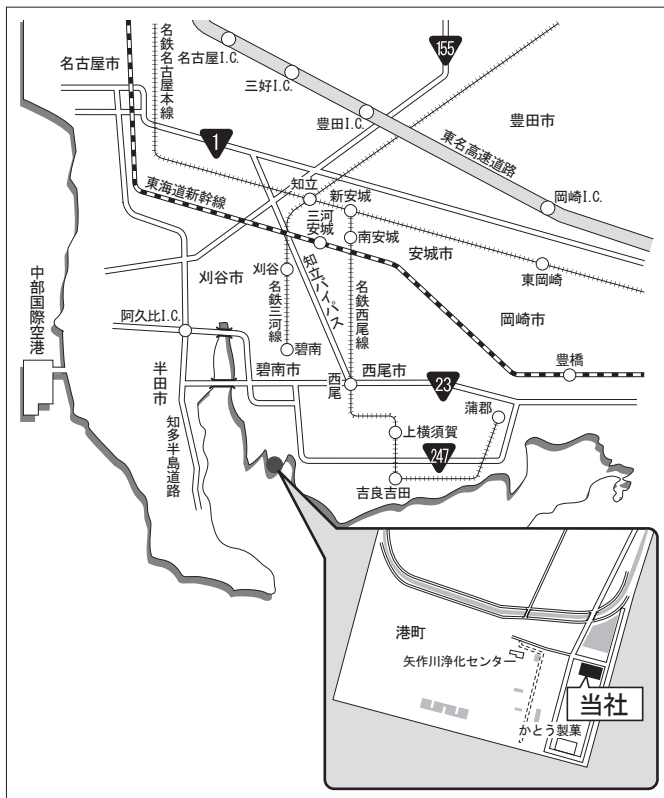 名鉄名古屋本線
名古屋I.C.
155
名古屋市
三好I.C.
豊田I.C.
豊田市
東名高速道路
1
岡崎I.C.
東海道新幹線
知立
新安城
三河
安城
南安城
安城市
東岡崎
刈谷市
刈谷
知立バイパス
名鉄三河線
名鉄西尾線
中部国際空港
阿久比I.C.
岡崎市
碧南
豊橋
半田市
碧南市
西尾
西尾市
23
蒲郡
知多半島道路
上横須賀
247
吉良吉田
港町
矢作川浄化センター
当社
かとう製菓